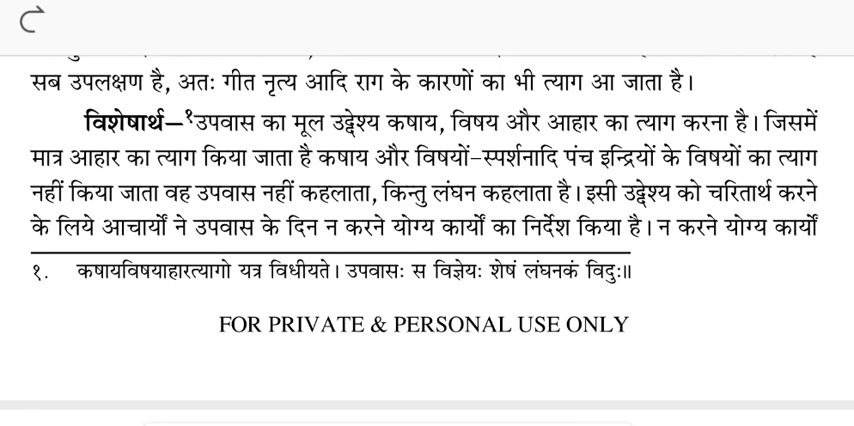 सब उपलक्षण है, अतः गीत नृत्य आदि राग के कारणों का भी त्याग आ जाता है।
विशेषार्थ—१उपवास का मूल उद्देश्य कषाय, विषय और आहार का त्याग करना है। जिसमें
मात्र आहार का त्याग किया जाता है कषाय और विषयों-स्पर्शनादि पंच इन्द्रियों के विषयों का त्याग
नहीं किया जाता वह उपवास नहीं कहलाता, किन्तु लंघन कहलाता है। इसी उद्देश्य को चरितार्थ करने
के लिये आचार्यों ने उपवास के दिन न करने योग्य कार्यों का निर्देश किया है। न करने योग्य कार्यों
१. कषायविषयाहारत्यागो यत्र विधीयते। उपवासः स विज्ञेयः शेषं लंघनकं विदुः॥
FOR PRIVATE & PERSONAL USE ONLY